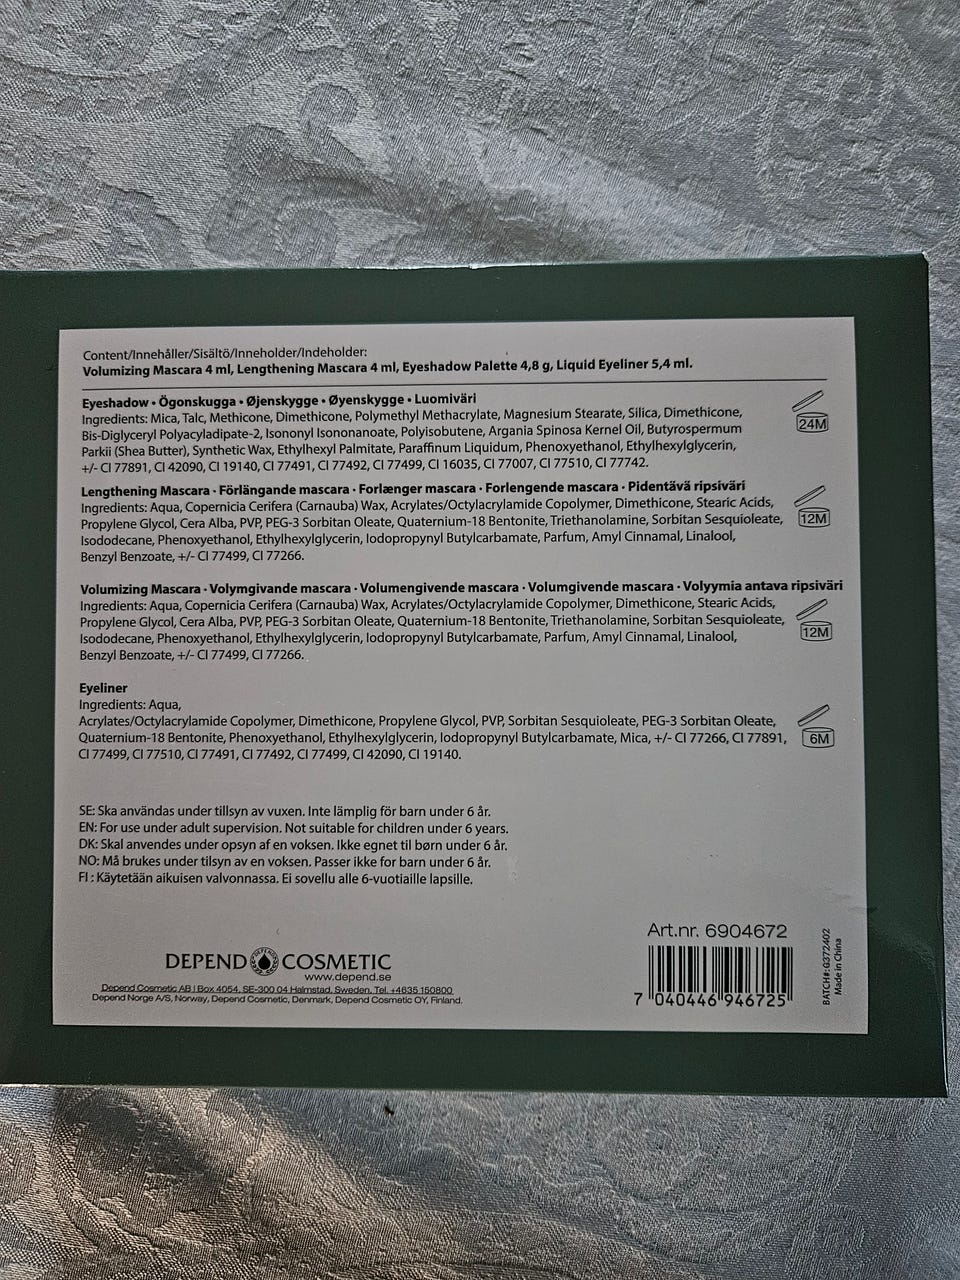 Content/Innehåller/Sisältö/Inneholder/Indeholder:
Volumizing Mascara 4 ml, Lengthening Mascara 4 ml, Eyeshadow Palette 4,8 g, Liquid Eyeliner 5,4 ml.
Eyeshadow • Ögonskugga • Øjenskygge • Øyenskygge • Luomiväri
Ingredients: Mica, Talc, Methicone, Dimethicone, Polymethyl Methacrylate, Magnesium Stearate, Silica, Dimethicone,
Bis-Diglyceryl Polyacyladipate-2, Isononyl Isononanoate, Polyisobutene, Argania Spinosa Kernel Oil, Butyrospermum
Parkii (Shea Butter), Synthetic Wax, Ethylhexyl Palmitate, Paraffinum Liquidum, Phenoxyethanol, Ethylhexylglycerin,
+/- CI 77891, CI 42090, CI 19140, CI 77491, CI 77492, CI 77499, CI 16035, CI 77007, CI 77510, CI 77742.
24M
Lengthening Mascara · Förlängande mascara · Forlænger mascara · Forlengende mascara · Pidentävä ripsiväri
Ingredients: Aqua, Copernicia Cerifera (Carnauba) Wax, Acrylates/Octylacrylamide Copolymer, Dimethicone, Stearic Acids,
Propylene Glycol, Cera Alba, PVP, PEG-3 Sorbitan Oleate, Quaternium-18 Bentonite, Triethanolamine, Sorbitan Sesquioleate,
Isododecane, Phenoxyethanol, Ethylhexylglycerin, Iodopropynyl Butylcarbamate, Parfum, Amyl Cinnamal, Linalool,
Benzyl Benzoate, +/- CI 77499, CI 77266.
12M
Volumizing Mascara · Volymgivande mascara · Volumengivende mascara · Volumgivende mascara · Volyymia antava ripsiväri
Ingredients: Aqua, Copernicia Cerifera (Carnauba) Wax, Acrylates/Octylacrylamide Copolymer, Dimethicone, Stearic Acids,
Propylene Glycol, Cera Alba, PVP, PEG-3 Sorbitan Oleate, Quaternium-18 Bentonite, Triethanolamine, Sorbitan Sesquioleate,
Isododecane, Phenoxyethanol, Ethylhexylglycerin, Iodopropynyl Butylcarbamate, Parfum, Amyl Cinnamal, Linalool,
Benzyl Benzoate, +/- CI 77499, CI 77266.
12M
Eyeliner
Ingredients: Aqua,
Acrylates/Octylacrylamide Copolymer, Dimethicone, Propylene Glycol, PVP, Sorbitan Sesquioleate, PEG-3 Sorbitan Oleate,
Quaternium-18 Bentonite, Phenoxyethanol, Ethylhexylglycerin, Iodopropynyl Butylcarbamate, Mica, +/- CI 77266, CI 77891,
CI 77499, CI 77510, CI 77491, CI 77492, CI 77499, CI 42090, CI 19140.
6M
SE: Ska användas under tillsyn av vuxen. Inte lämplig för barn under 6 år.
EN: For use under adult supervision. Not suitable for children under 6 years.
DK: Skal anvendes under opsyn af en voksen. Ikke egnet til børn under 6 år.
NO: Må brukes under tilsyn av en voksen. Passer ikke for barn under 6 år.
FI : Käytetään aikuisen valvonnassa. Ei sovellu alle 6-vuotiaille lapsille.
DEPEND COSMETIC
www.depend.se
Depend Cosmetic AB | Box 4054, SE-300 04 Halmstad, Sweden, Tel. +4635 150800
Depend Norge A/S, Norway, Depend Cosmetic, Denmark, Depend Cosmetic OY, Finland.
Art.nr. 6904672
7 040446 946725
BATCH#:G372402
Made in China